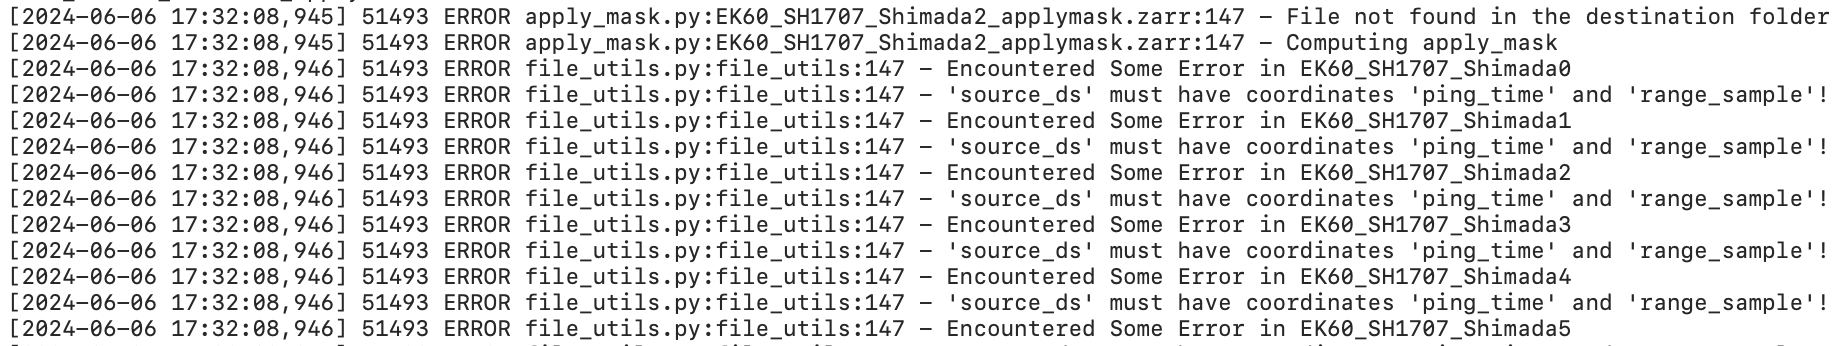 [2024-06-06 17:32:08,945] 51493 ERROR apply_mask.py:EK60_SH1707_Shimada2_applymask.zarr:147 – File not found in the destination folder
[2024-06-06 17:32:08,945] 51493 ERROR apply_mask.py:EK60_SH1707_Shimada2_applymask.zarr:147 – Computing apply_mask
[2024-06-06 17:32:08,946] 51493 ERROR file_utils.py:file_utils:147 – Encountered Some Error in EK60_SH1707_Shimada0
[2024-06-06 17:32:08,946] 51493 ERROR file_utils.py:file_utils:147 – 'source_ds' must have coordinates 'ping_time' and 'range_sample'!
[2024-06-06 17:32:08,946] 51493 ERROR file_utils.py:file_utils:147 – Encountered Some Error in EK60_SH1707_Shimada1
[2024-06-06 17:32:08,946] 51493 ERROR file_utils.py:file_utils:147 – 'source_ds' must have coordinates 'ping_time' and 'range_sample'!
[2024-06-06 17:32:08,946] 51493 ERROR file_utils.py:file_utils:147 – Encountered Some Error in EK60_SH1707_Shimada2
[2024-06-06 17:32:08,946] 51493 ERROR file_utils.py:file_utils:147 – 'source_ds' must have coordinates 'ping_time' and 'range_sample'!
[2024-06-06 17:32:08,946] 51493 ERROR file_utils.py:file_utils:147 – Encountered Some Error in EK60_SH1707_Shimada3
[2024-06-06 17:32:08,946] 51493 ERROR file_utils.py:file_utils:147 – 'source_ds' must have coordinates 'ping_time' and 'range_sample'!
[2024-06-06 17:32:08,946] 51493 ERROR file_utils.py:file_utils:147 – Encountered Some Error in EK60_SH1707_Shimada4
[2024-06-06 17:32:08,946] 51493 ERROR file_utils.py:file_utils:147 – 'source_ds' must have coordinates 'ping_time' and 'range_sample'!
[2024-06-06 17:32:08,946] 51493 ERROR file_utils.py:file_utils:147 – Encountered Some Error in EK60_SH1707_Shimada5